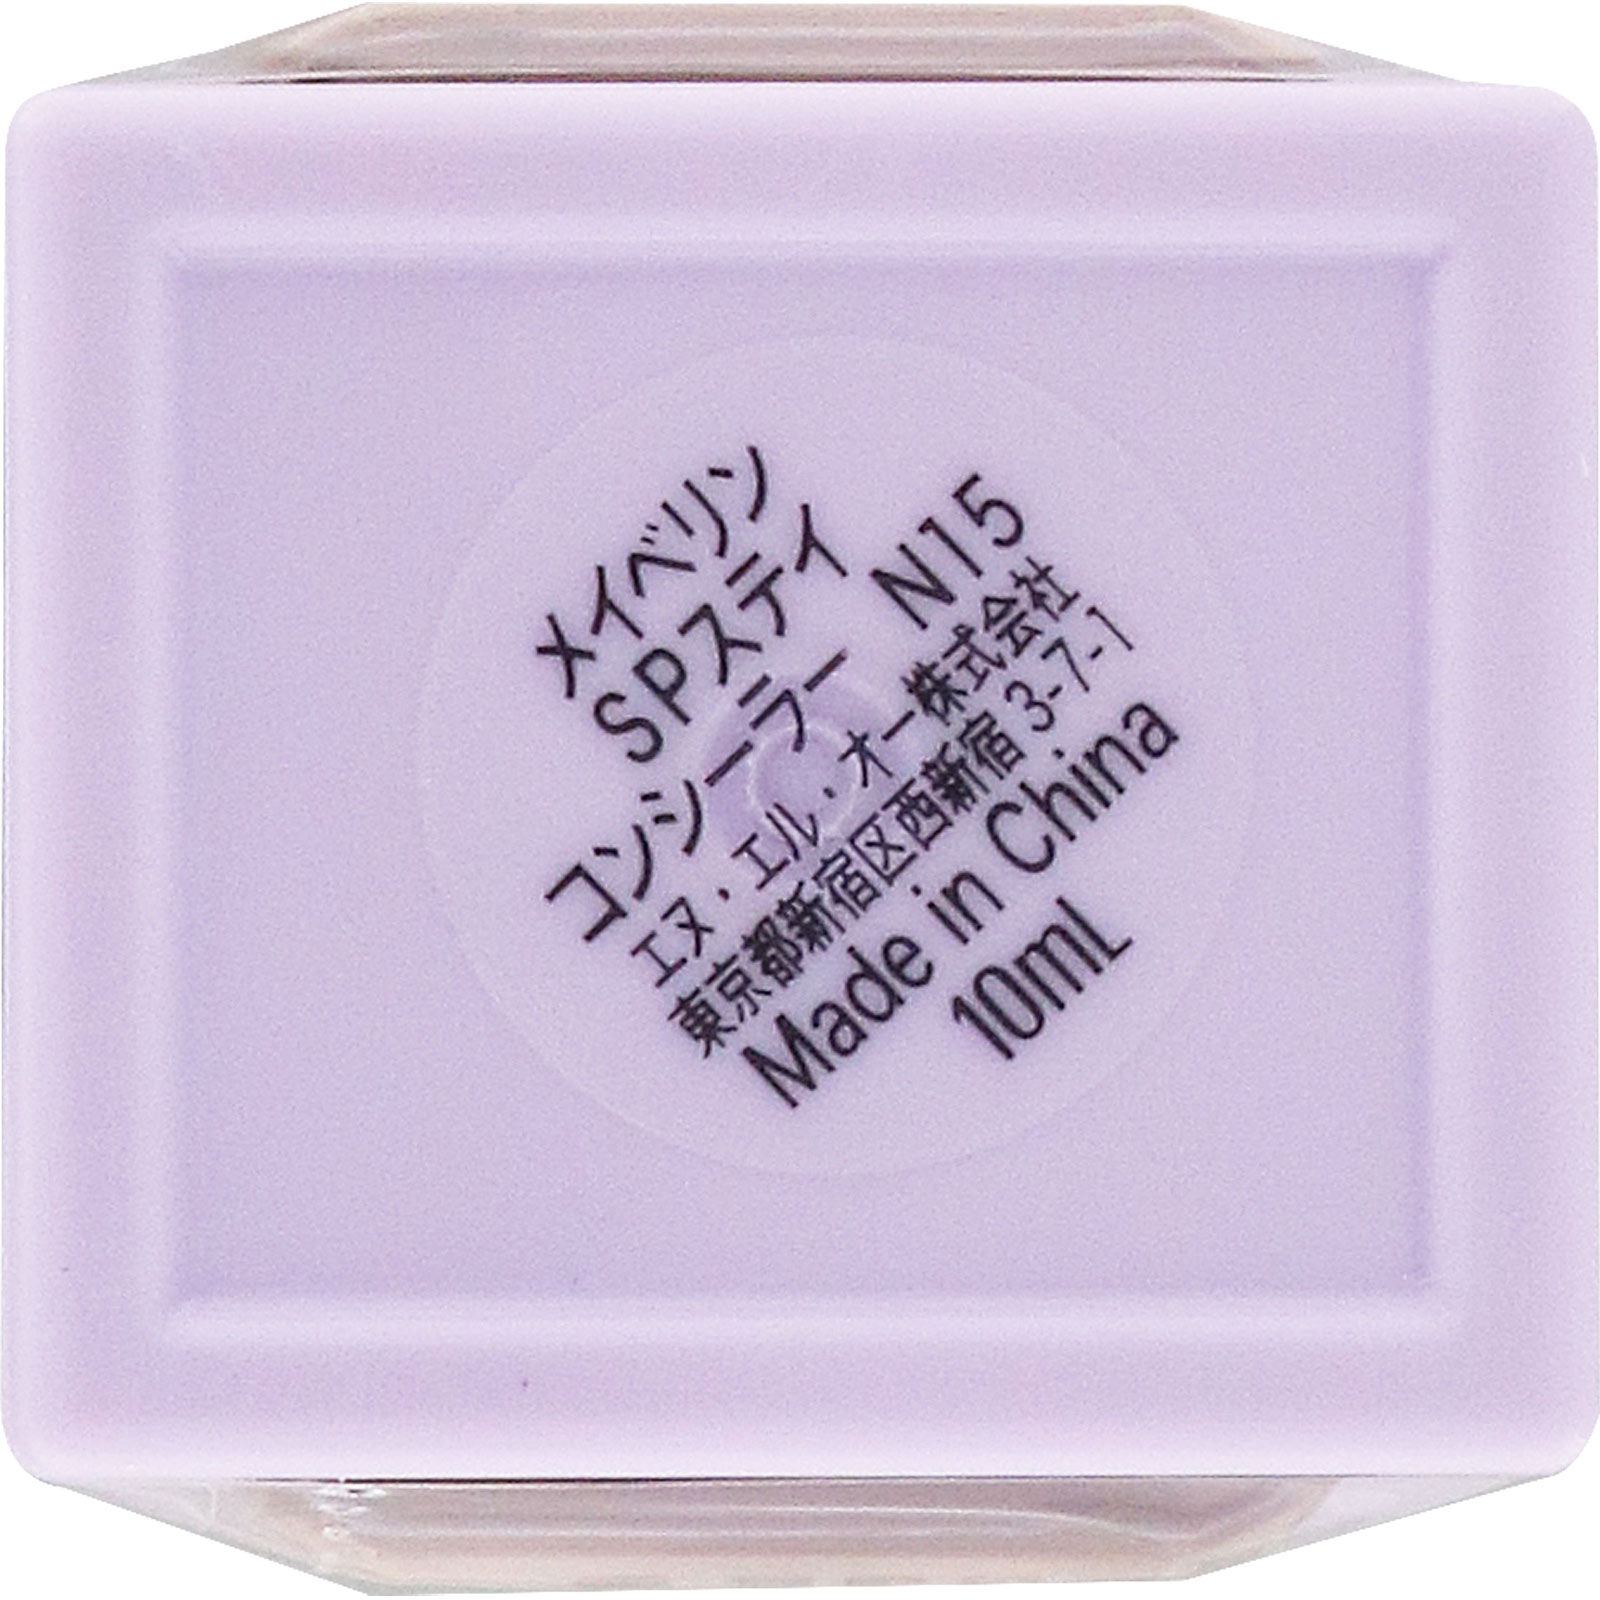 メイベリン
SPステイ
コンシーラー N15
エヌ・エル・オー株式会社
東京都新宿区西新宿3-7-1
Made in China
10mL